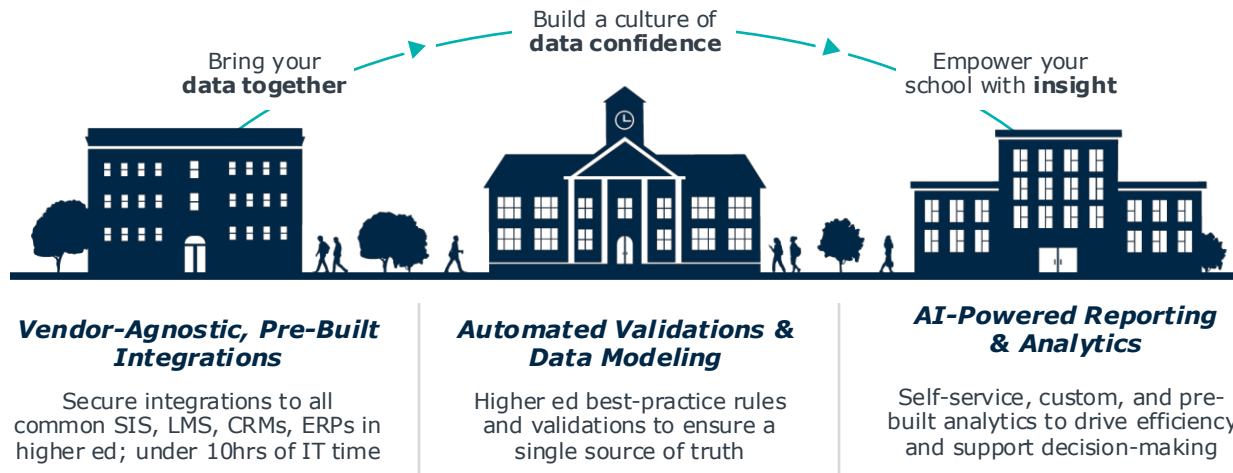 Build a culture of
data confidence
Bring your
data together
Empower your
school with insight
Vendor-Agnostic, Pre-Built
Integrations
Secure integrations to all
common SIS, LMS, CRMs, ERPs in
higher ed; under 10hrs of IT time
Automated Validations &
Data Modeling
Higher ed best-practice rules
and validations to ensure a
single source of truth
AI-Powered Reporting
& Analytics
Self-service, custom, and pre-
built analytics to drive efficiency
and support decision-making